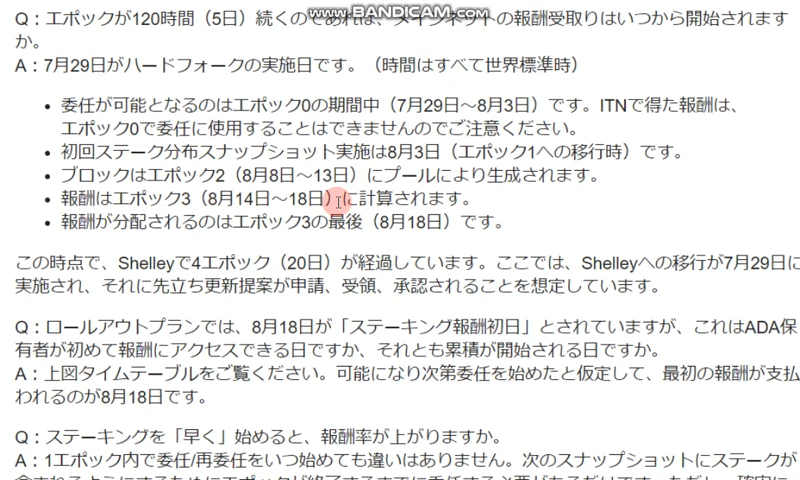 www.BANDICAM.com
Q：エポックが120時間（5日）続くのであれば、メインネットの報酬受取りはいつから開始されます
か。
A：7月29日がハードフォークの実施日です。（時間はすべて世界標準時）
• 委任が可能となるのはエポック0の期間中（7月29日～8月3日）です。ITNで得た報酬は、
エポック0で委任に使用することはできませんのでご注意ください。
• 初回ステーク分布スナップショット実施は8月3日（エポック1への移行時）です。
• ブロックはエポック2（8月8日～13日）にプールにより生成されます。
• 報酬はエポック3（8月14日～18日）に計算されます。
• 報酬が分配されるのはエポック3の最後（8月18日）です。
この時点で、Shelleyで4エポック（20日）が経過しています。ここでは、Shelleyへの移行が7月29日に
実施され、それに先立ち更新提案が申請、受領、承認されることを想定しています。
Q：ロールアウトプランでは、8月18日が「ステーキング報酬初日」とされていますが、これはADA保
有者が初めて報酬にアクセスできる日ですか、それとも累積が開始される日ですか。
A：上図タイムテーブルをご覧ください。可能になり次第委任を始めたと仮定して、最初の報酬が支払
われるのが8月18日です。
Q：ステーキングを「早く」始めると、報酬率が上がりますか。
A：1エポック内で委任/再委任をいつ始めても違いはありません。次のスナップショットにステークが